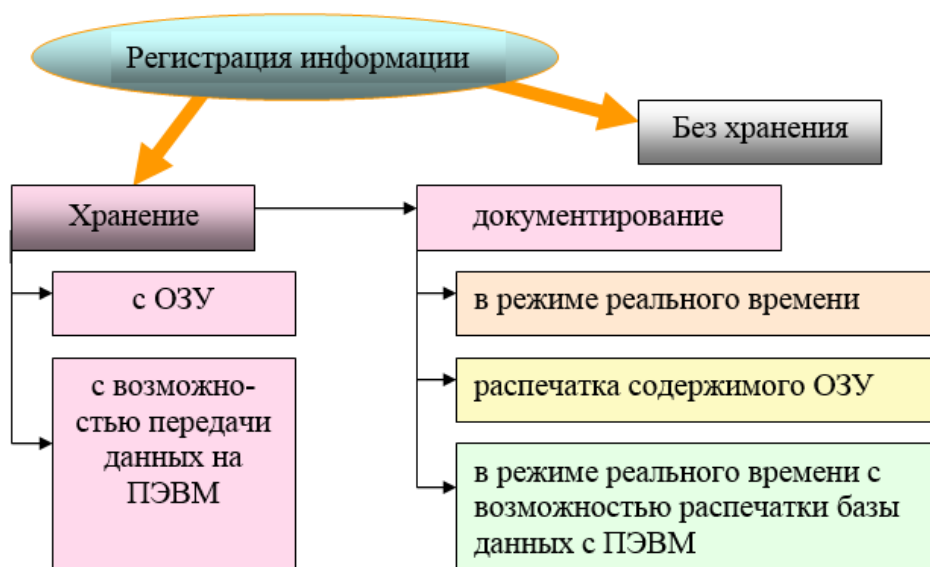 Регистрация информации
Без хранения
Хранение
документирование
с ОЗУ
в режиме реального времени
с возможно-
стью передачи
данных на
ПЭВМ
распечатка содержимого ОЗУ
в режиме реального времени с
возможностью распечатки базы
данных с ПЭВМ